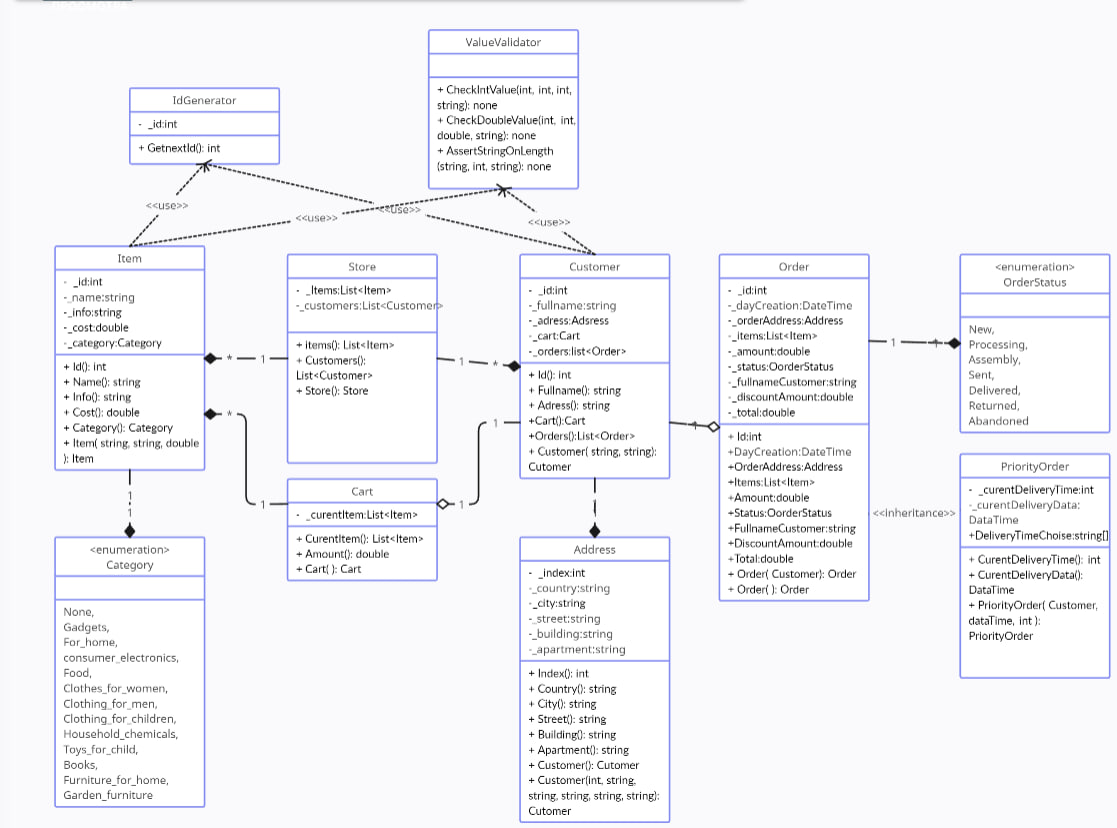 ValueValidator
+ CheckIntValue(int, int, int,
string): none
+ CheckDoubleValue(int, int,
double, string): none
+ AssertStringOnLength
(string, int, string): none
IdGenerator
- _id:int
+ GetnextId(): int
<<use>>
<<use>>
<<use>>
<<use>>
Item
- _id:int
-_name:string
-_info:string
-_cost:double
-_category:Category
+ Id(): int
+ Name(): string
+ Info(): string
+ Cost(): double
+ Category(): Category
+ Item( string, string, double
): Item
* 1
* 1
1
1
Store
- _Items:List<Item>
-_customers:List<Customer>
+ items(): List<Item>
+ Customers():
List<Customer>
+ Store(): Store
1 *
Cart
- _curentItem:List<Item>
+ CurentItem(): List<Item>
+ Amount(): double
+ Cart( ): Cart
1 1
Customer
- _id:int
-_fullname:string
-_adress:Adsress
-_cart:Cart
-_orders:list<Order>
+ Id(): int
+ Fullname(): string
+ Adress(): string
+Cart():Cart
+Orders():List<Order>
+ Customer( string, string):
Cutomer
1
1
Order
- _id:int
-_dayCreation:DateTime
-_orderAddress:Address
-_items:List<Item>
-_amount:double
-_status:OorderStatus
-_fullnameCustomer:string
-_discountAmount:double
-_total:double
+ Id:int
+DayCreation:DateTime
+OrderAddress:Address
+Items:List<Item>
+Amount:double
+Status:OorderStatus
+FullnameCustomer:string
+DiscountAmount:double
+Total:double
+ Order( Customer): Order
+ Order( ): Order
1 1
<<inheritance>>
<enumeration>
OrderStatus
New,
Processing,
Assembly,
Sent,
Delivered,
Returned,
Abandoned
PriorityOrder
- _curentDeliveryTime:int
-_curentDeliveryData:
DataTime
+DeliveryTimeChoise:string[]
+ CurentDeliveryTime(): int
+ CurentDeliveryData():
DataTime
+ PriorityOrder( Customer,
dataTime, int ):
PriorityOrder
<enumeration>
Category
None,
Gadgets,
For_home,
consumer_electronics,
Food,
Clothes_for_women,
Clothing_for_men,
Clothing_for_children,
Household_chemicals,
Toys_for_child,
Books,
Furniture_for_home,
Garden_furniture
Address
- _index:int
-_country:string
-_city:string
-_street:string
-_building:string
-_apartment:string
+ Index(): int
+ Country(): string
+ City(): string
+ Street(): string
+ Building(): string
+ Apartment(): string
+ Customer(): Cutomer
+ Customer(int, string,
string, string, string, string):
Cutomer